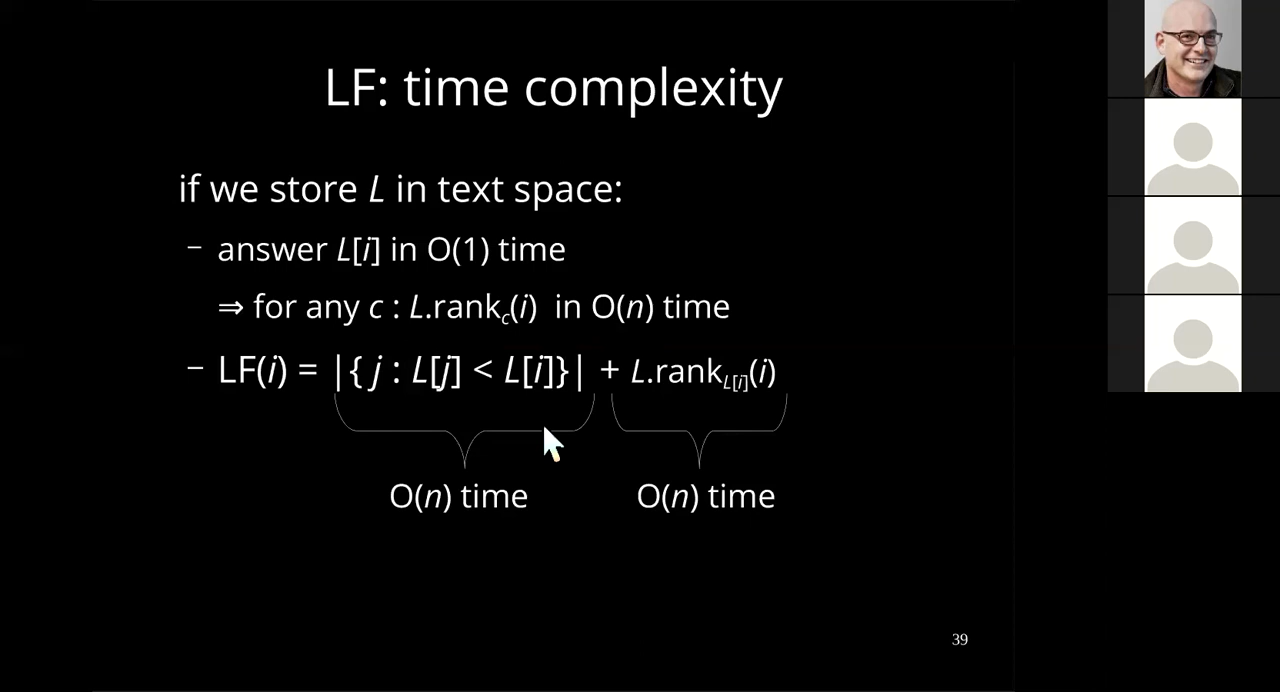 LF: time complexity
if we store L in text space:
– answer L[i] in O(1) time
⇒ for any c : L.rank_c(i) in O(n) time
– LF(i) = |{ j : L[j] < L[i]}| + L.rank_L[i](i)
O(n) time O(n) time
39